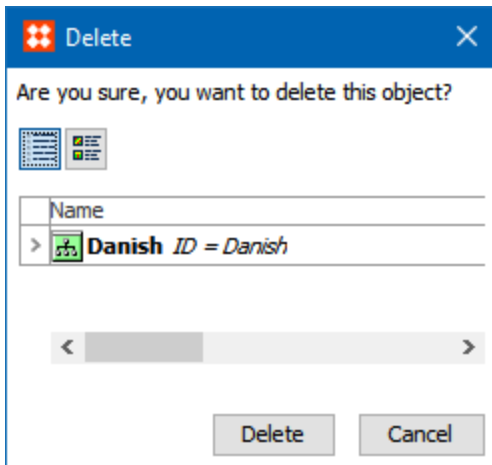 Delete
Are you sure, you want to delete this object?
Name
Danish ID = Danish
Delete Cancel